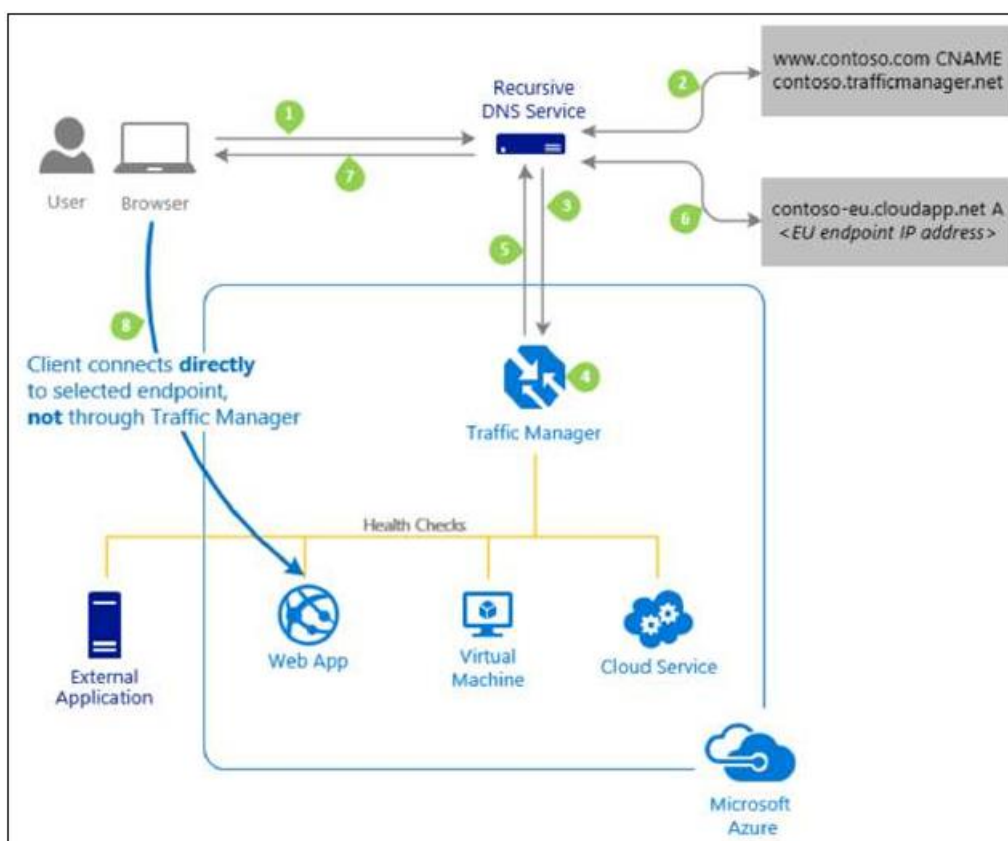 www.contoso.com CNAME
contoso.trafficmanager.net
2
Recursive
DNS Service
1
7
User
Browser
3
5
6
contoso-eu.cloudapp.net A
<EU endpoint IP address>
8
Client connects directly
to selected endpoint,
not through Traffic Manager
4
Traffic Manager
Health Checks
External
Application
Web App
Virtual
Machine
Cloud Service
Microsoft
Azure